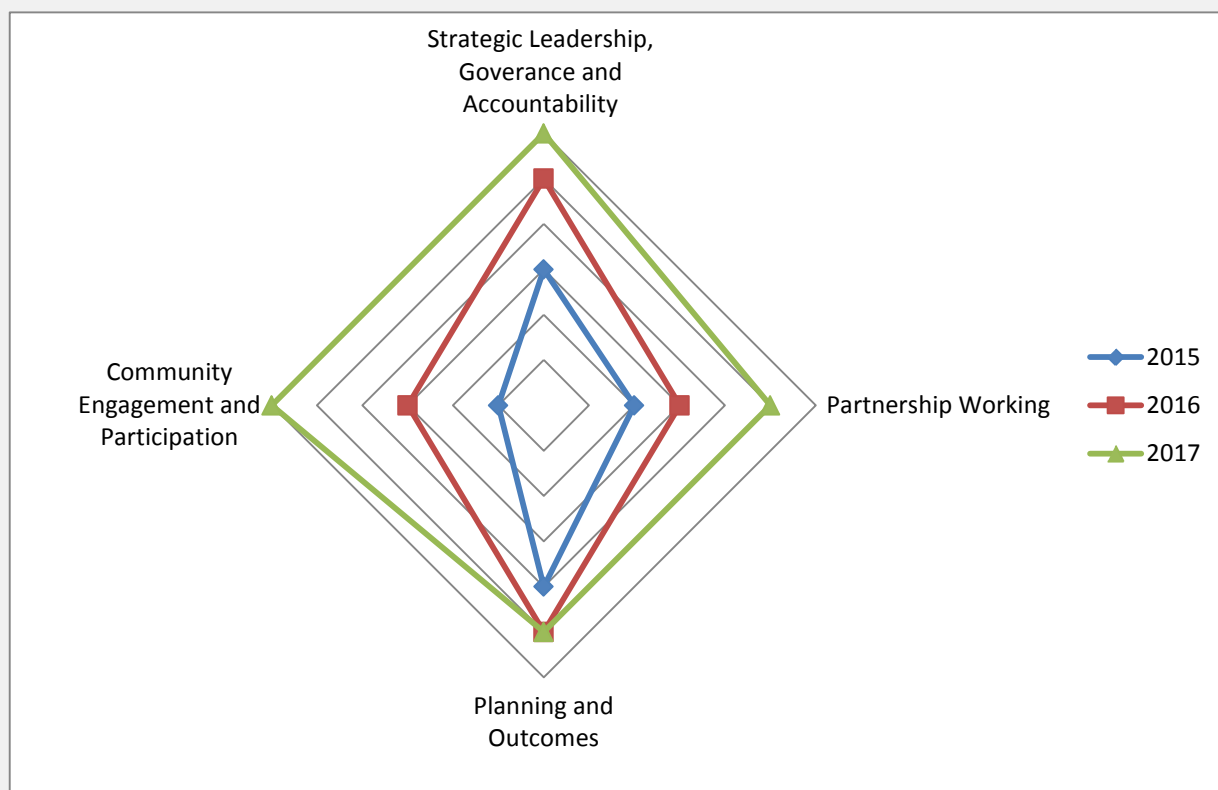 Strategic Leadership,
Goverance and
Accountability
Community
Engagement and
Participation
Partnership Working
2015
2016
2017
Planning and
Outcomes